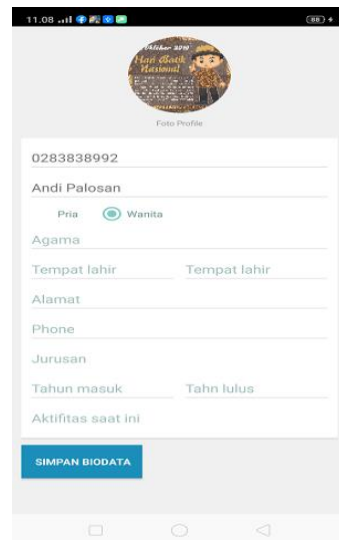 11.08
88
Oktober 2019
Hari Batik
Nasional
Foto Profile
0283838992
Andi Palosan
Pria Wanita
Agama
Tempat lahir Tempat lahir
Alamat
Phone
Jurusan
Tahun masuk Tahn lulus
Aktifitas saat ini
SIMPAN BIODATA